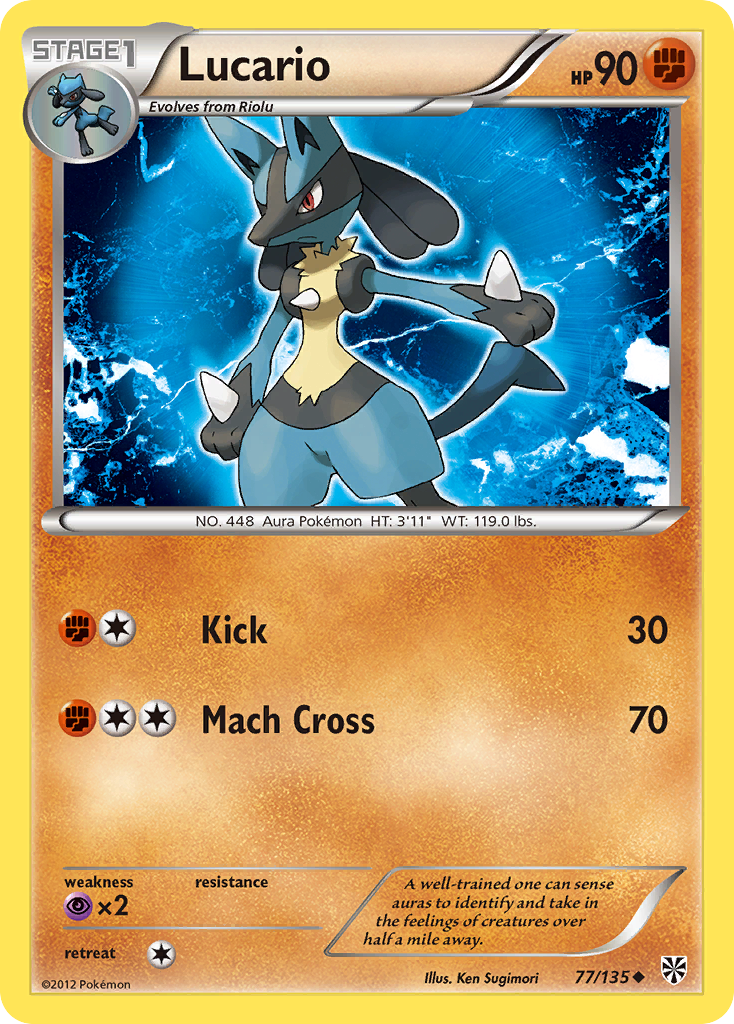 STAGE1
Lucario
HP 90
Evolves from Riolu
NO. 448 Aura Pokémon HT: 3'11" WT: 119.0 lbs.
Kick 30
Mach Cross 70
weakness resistance
×2
retreat
A well-trained one can sense
auras to identify and take in
the feelings of creatures over
half a mile away.
©2012 Pokémon
Illus. Ken Sugimori 77/135